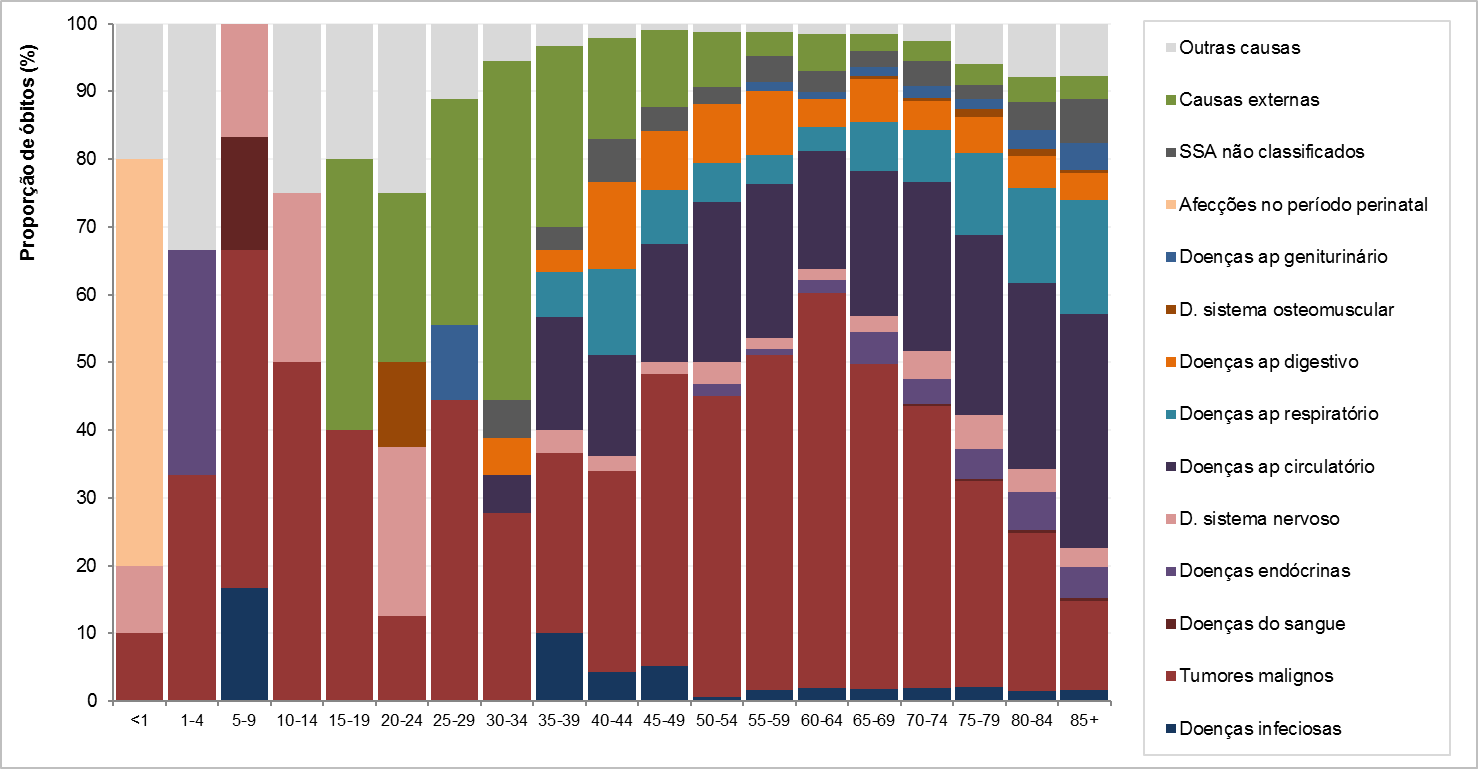 Proporção de óbitos (%)
100
90
80
70
60
50
40
30
20
10
0
<1 1-4 5-9 10-14 15-19 20-24 25-29 30-34 35-39 40-44 45-49 50-54 55-59 60-64 65-69 70-74 75-79 80-84 85+
Outras causas
Causas externas
SSA não classificados
Afecções no período perinatal
Doenças ap geniturinário
D. sistema osteomuscular
Doenças ap digestivo
Doenças ap respiratório
Doenças ap circulatório
D. sistema nervoso
Doenças endócrinas
Doenças do sangue
Tumores malignos
Doenças infeciosas